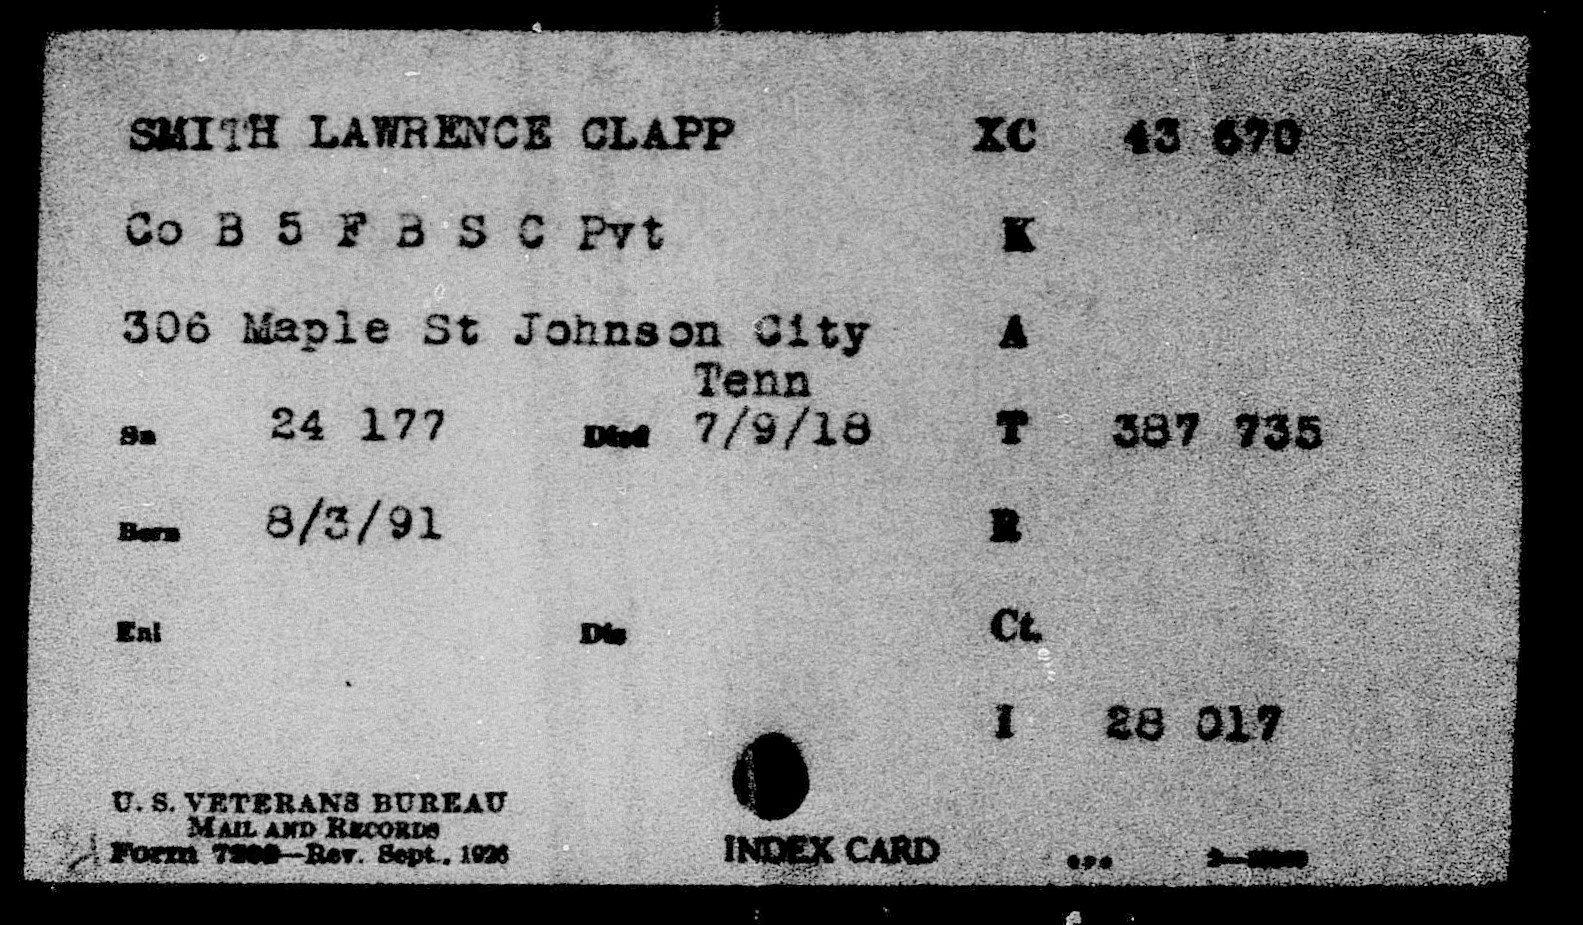 SMITH LAWRENCE CLAPP XC 43 670
Co B 5 F B S C Pvt K
306 Maple St Johnson City A
Tenn
Sn 24 177 Died 7/9/18 T 387 735
Born 8/3/91 R
Enl Dis Ct.
I 28 017
U. S. VETERANS BUREAU
MAIL AND RECORDS
Form —Rev. Sept., 1926
INDEX CARD